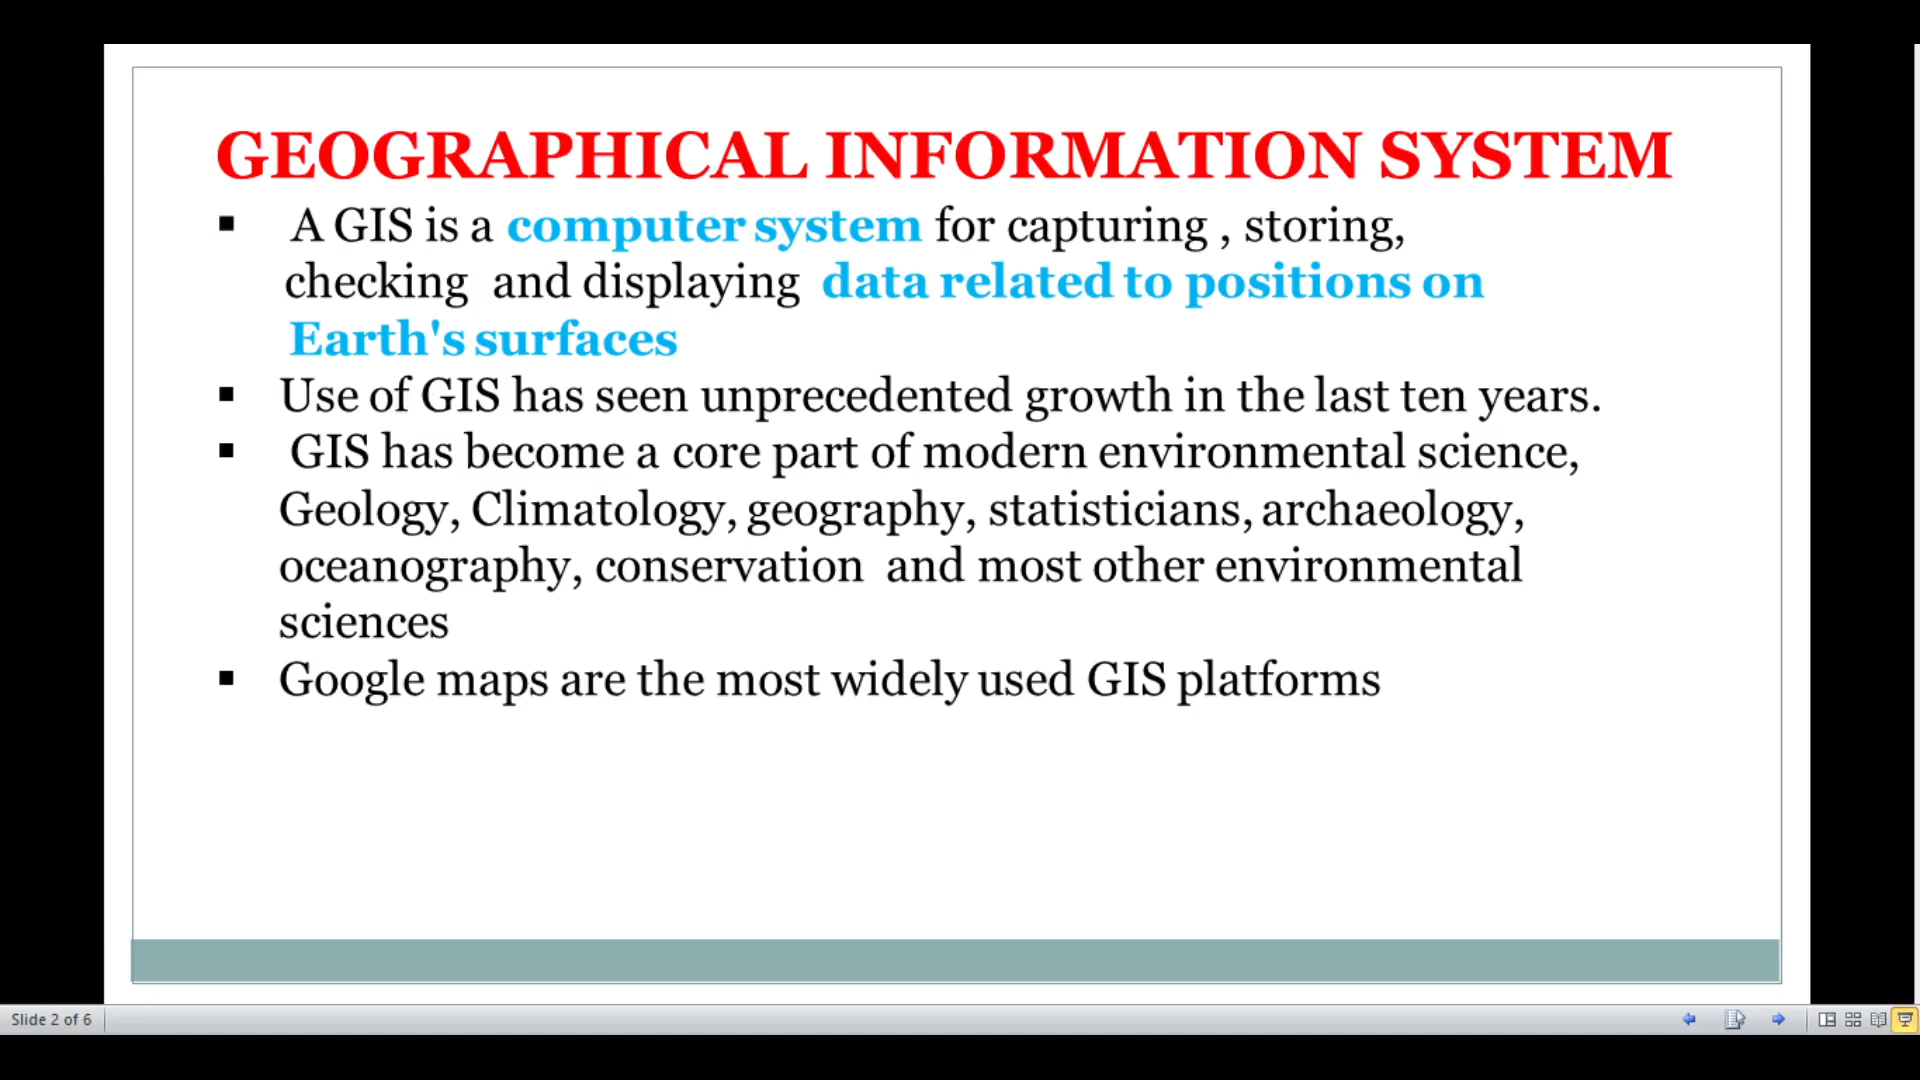 GEOGRAPHICAL INFORMATION SYSTEM
▪ A GIS is a computer system for capturing , storing,
checking and displaying data related to positions on
Earth's surfaces
▪ Use of GIS has seen unprecedented growth in the last ten years.
▪ GIS has become a core part of modern environmental science,
Geology, Climatology, geography, statisticians, archaeology,
oceanography, conservation and most other environmental
sciences
▪ Google maps are the most widely used GIS platforms
Slide 2 of 6